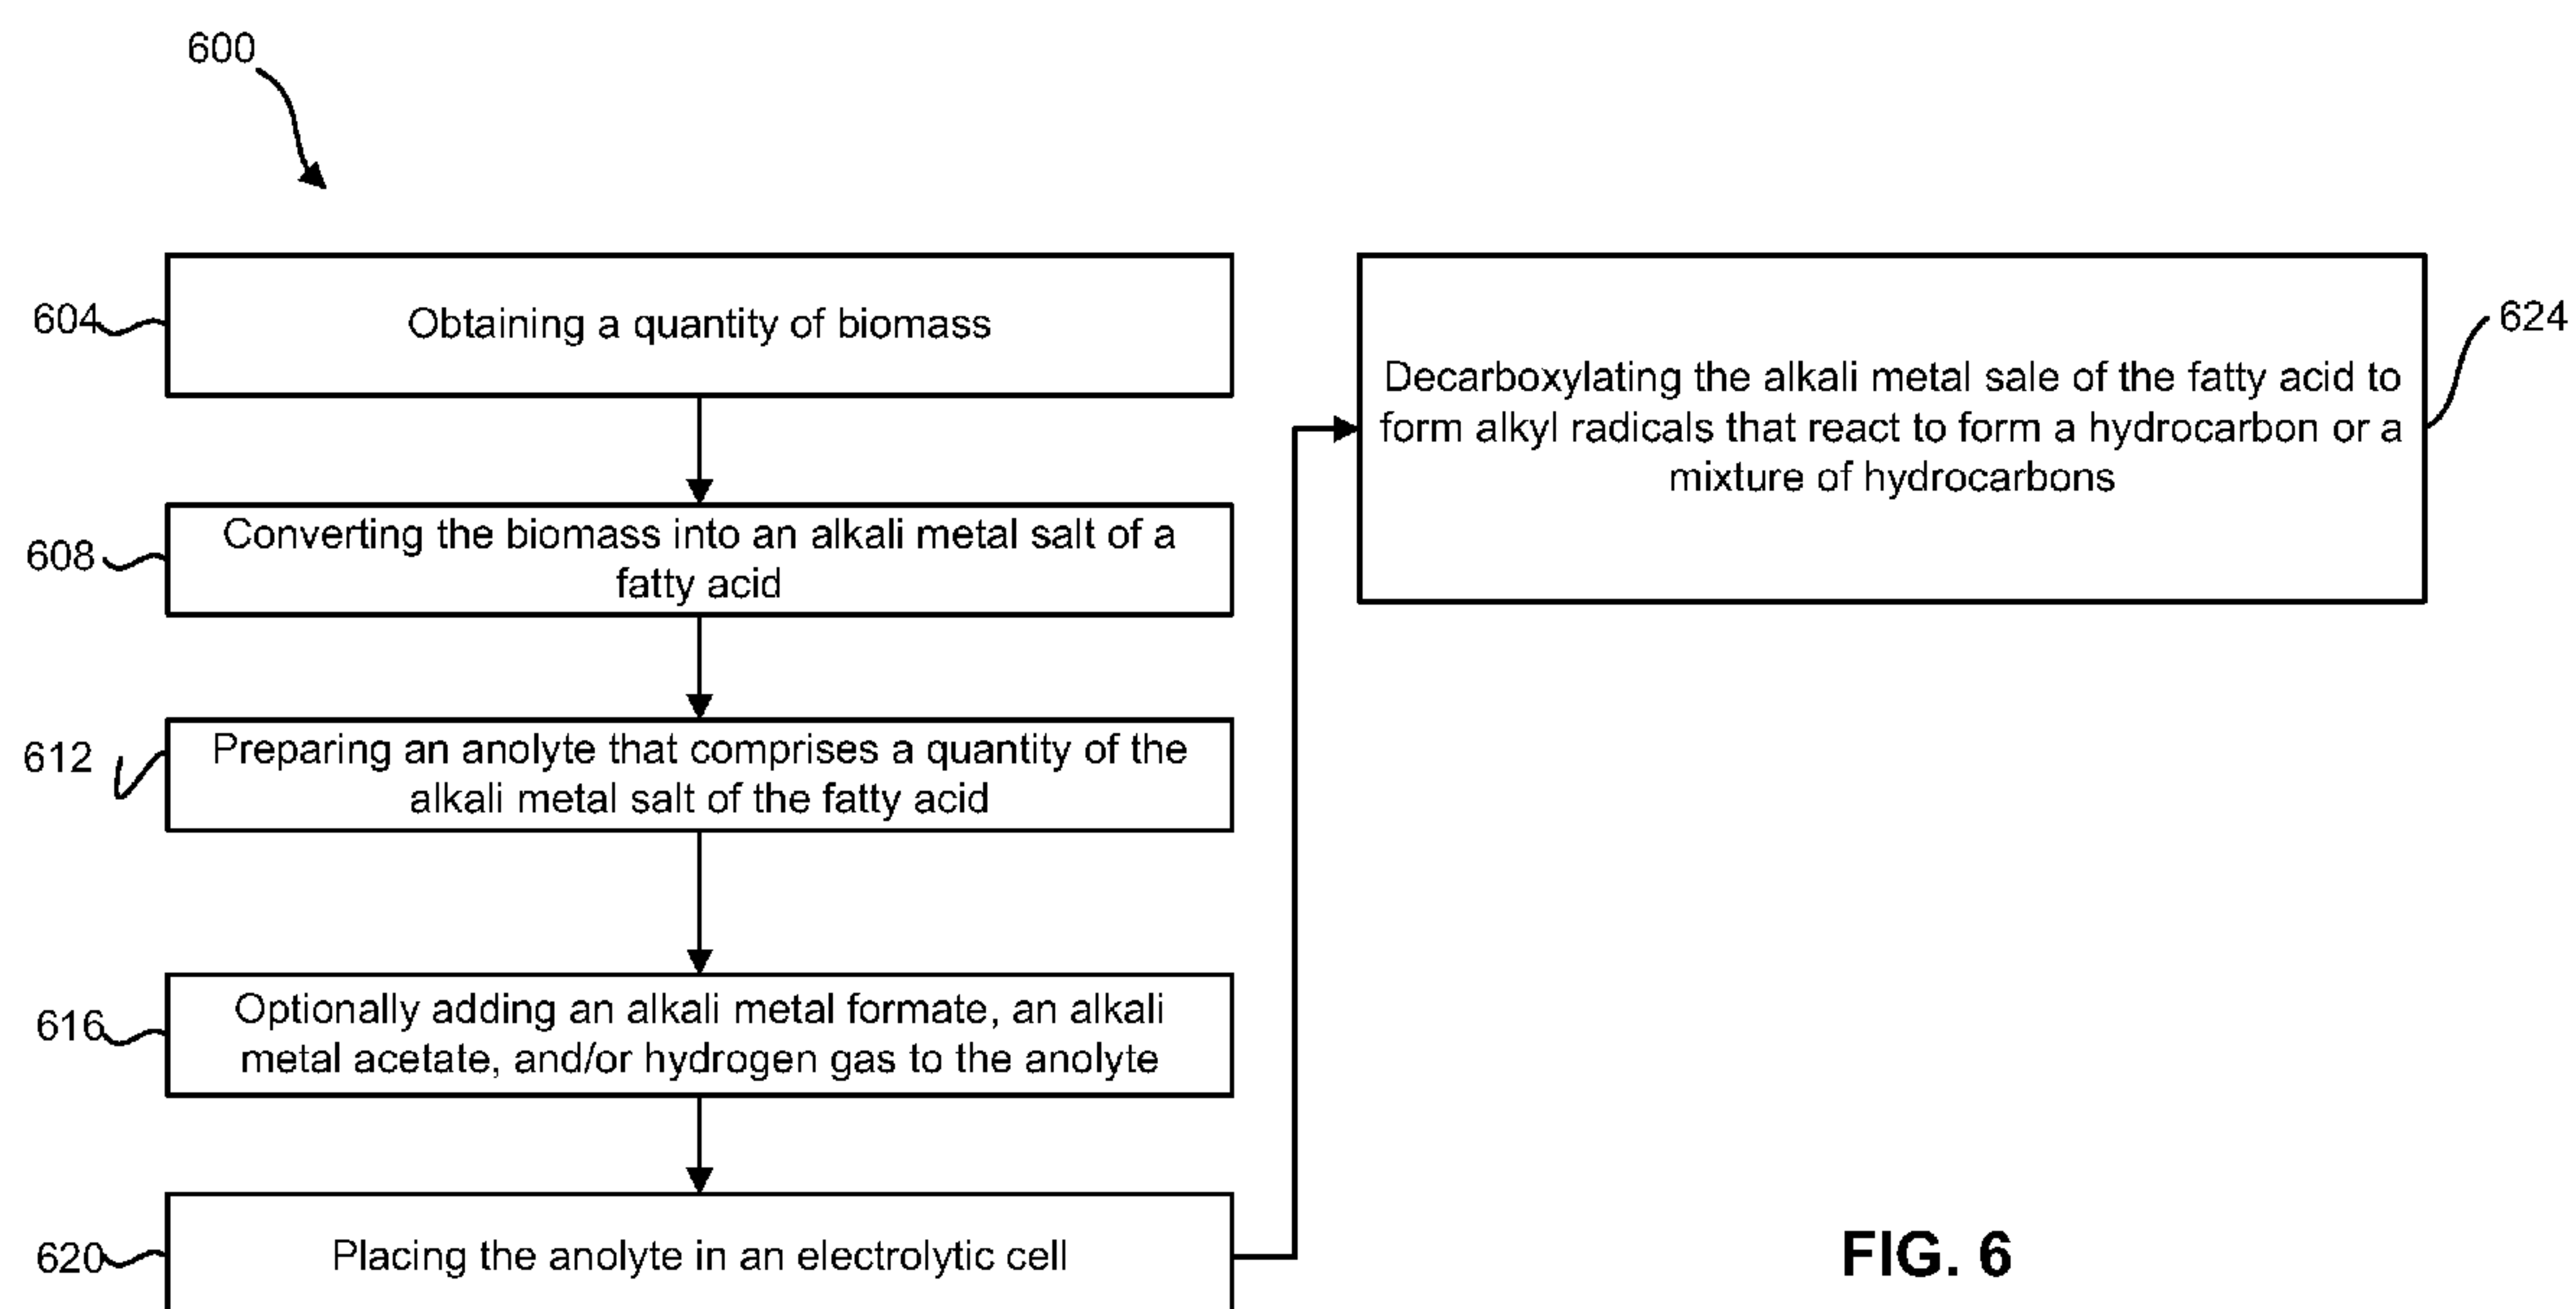 600
604
Obtaining a quantity of biomass
608
Converting the biomass into an alkali metal salt of a
fatty acid
612
Preparing an anolyte that comprises a quantity of the
alkali metal salt of the fatty acid
616
Optionally adding an alkali metal formate, an alkali
metal acetate, and/or hydrogen gas to the anolyte
620
Placing the anolyte in an electrolytic cell
624
Decarboxylating the alkali metal sale of the fatty acid to
form alkyl radicals that react to form a hydrocarbon or a
mixture of hydrocarbons
FIG. 6